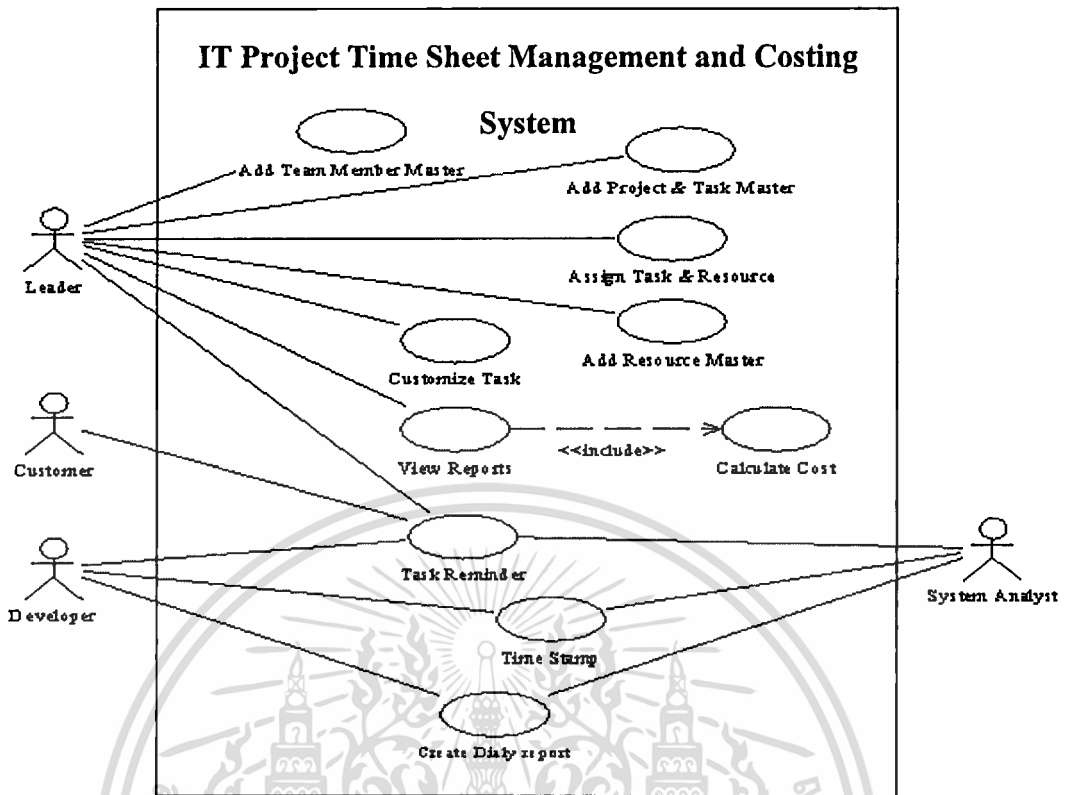 IT Project Time Sheet Management and Costing
System
Add Team Member Master
Add Project & Task Master
Leader
Assign Task & Resource
Add Resource Master
Customize Task
Customer
View Reports
<<include>>
Calculate Cost
Developer
Task Reminder
System Analyst
Time Stamp
Create Dialy report